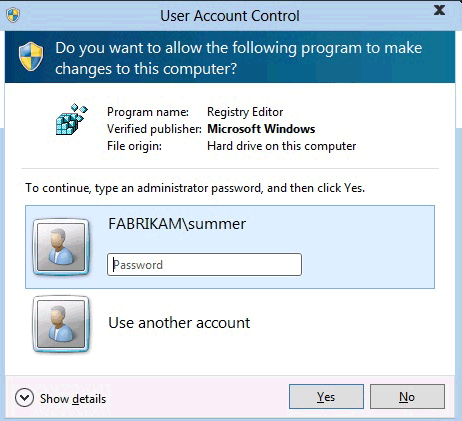 User Account Control
Do you want to allow the following program to make
changes to this computer?
Program name: Registry Editor
Verified publisher: Microsoft Windows
File origin: Hard drive on this computer
To continue, type an administrator password, and then click Yes.
FABRIKAM\summer
Password
Use another account
Show details
Yes
No